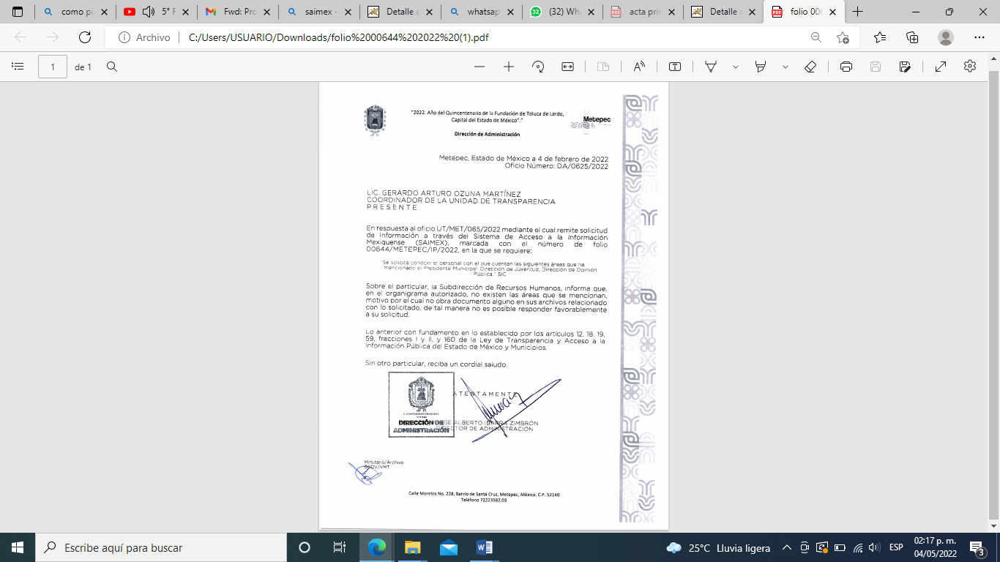 como pi
5° F
Fwd: Pro
saimex -
Detalle
whatsap
(32) Wha
acta prin
Detalle
folio 006
Archivo
C:/Users/USUARIO/Downloads/folio%2000644%202022%20(1).pdf
1 de 1
"2022. Año del Quincentenario de la Fundación de Toluca de Lerdo,
Capital del Estado de México"."
Metepec
Dirección de Administración
Metepec, Estado de México a 4 de febrero de 2022
Oficio Número: DA/0625/2022
LIC. GERARDO ARTURO OZUNA MARTÍNEZ
COORDINADOR DE LA UNIDAD DE TRANSPARENCIA
P R E S E N T E
En respuesta al oficio UT/MET/065/2022 mediante el cual remite solicitud
de Información a través del Sistema de Acceso a la Información
Mexiquense (SAIMEX), marcada con el número de folio
00644/METEPEC/IP/2022, en la que se requiere:
"Se solicita conocer el personal con el que cuentan las siguientes áreas que ha
mencionado el Presidente Municipal: Dirección de Juventud, Dirección de Opinión
Pública." SIC
Sobre el particular, la Subdirección de Recursos Humanos, informa que,
en el organigrama autorizado, no existen las áreas que se mencionan,
motivo por el cual no obra documento alguno en sus archivos relacionado
con lo solicitado, de tal manera no es posible responder favorablemente
a su solicitud.
Lo anterior con fundamento en lo establecido por los artículos 12, 18, 19,
59, fracciones I y II, y 160 de la Ley de Transparencia y Acceso a la
Información Pública del Estado de México y Municipios.
Sin otro particular, reciba un cordial saludo.
A T E N T A M E N T E
DIRECCIÓN DE
ADMINISTRACIÓN
ALBERTO IBARRA ZIMBRÓN
DIRECTOR DE ADMINISTRACIÓN
Minutario/Archivo
Calle Morelos No. 228, Barrio de Santa Cruz, Metepec, México. C.P. 52140
Teléfono 72223582.03
Escribe aquí para buscar
25°C Lluvia ligera
ESP
02:17 p. m.
04/05/2022
3